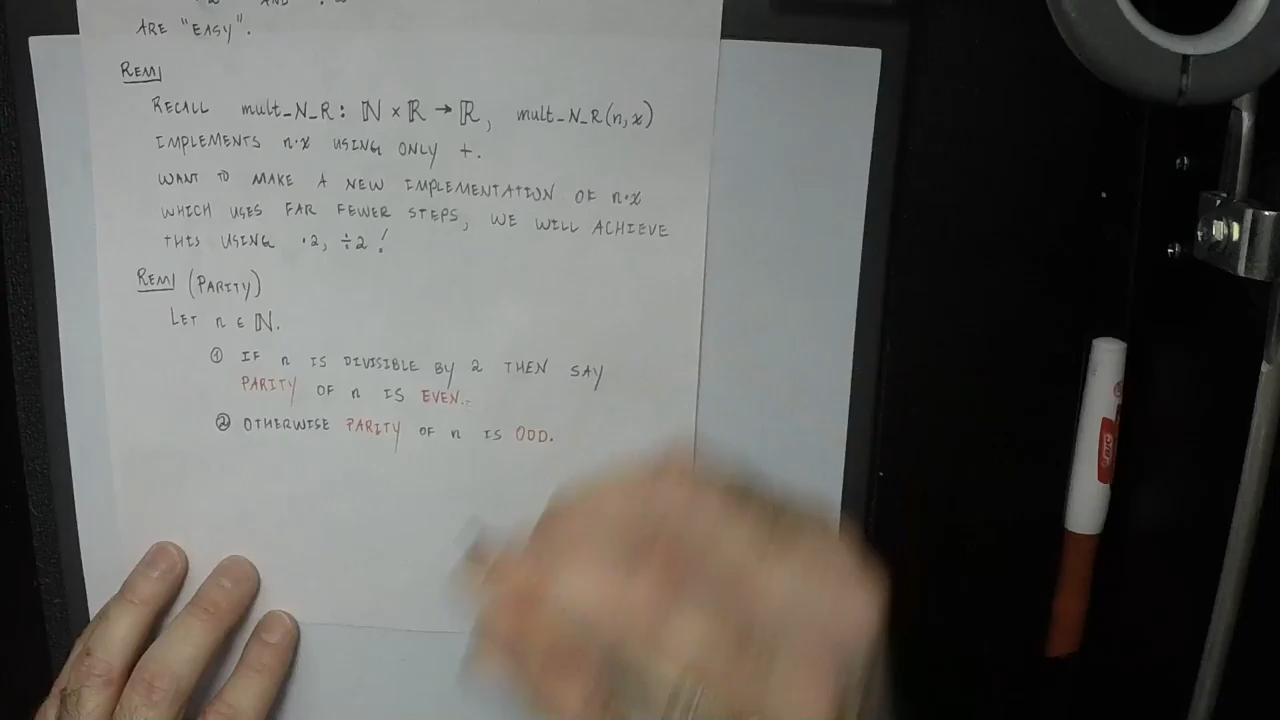 ARE "EASY".
REM
RECALL mult_N_R: ℕ × ℝ → ℝ, mult_N_R(n,x)
IMPLEMENTS n·x USING ONLY +.
WANT TO MAKE A NEW IMPLEMENTATION OF n·x
WHICH USES FAR FEWER STEPS, WE WILL ACHIEVE
THIS USING ·2, ÷2!
REM (PARITY)
LET n ∈ ℕ.
① IF n IS DIVISIBLE BY 2 THEN SAY
PARITY OF n IS EVEN.
② OTHERWISE PARITY OF n IS ODD.
BIC